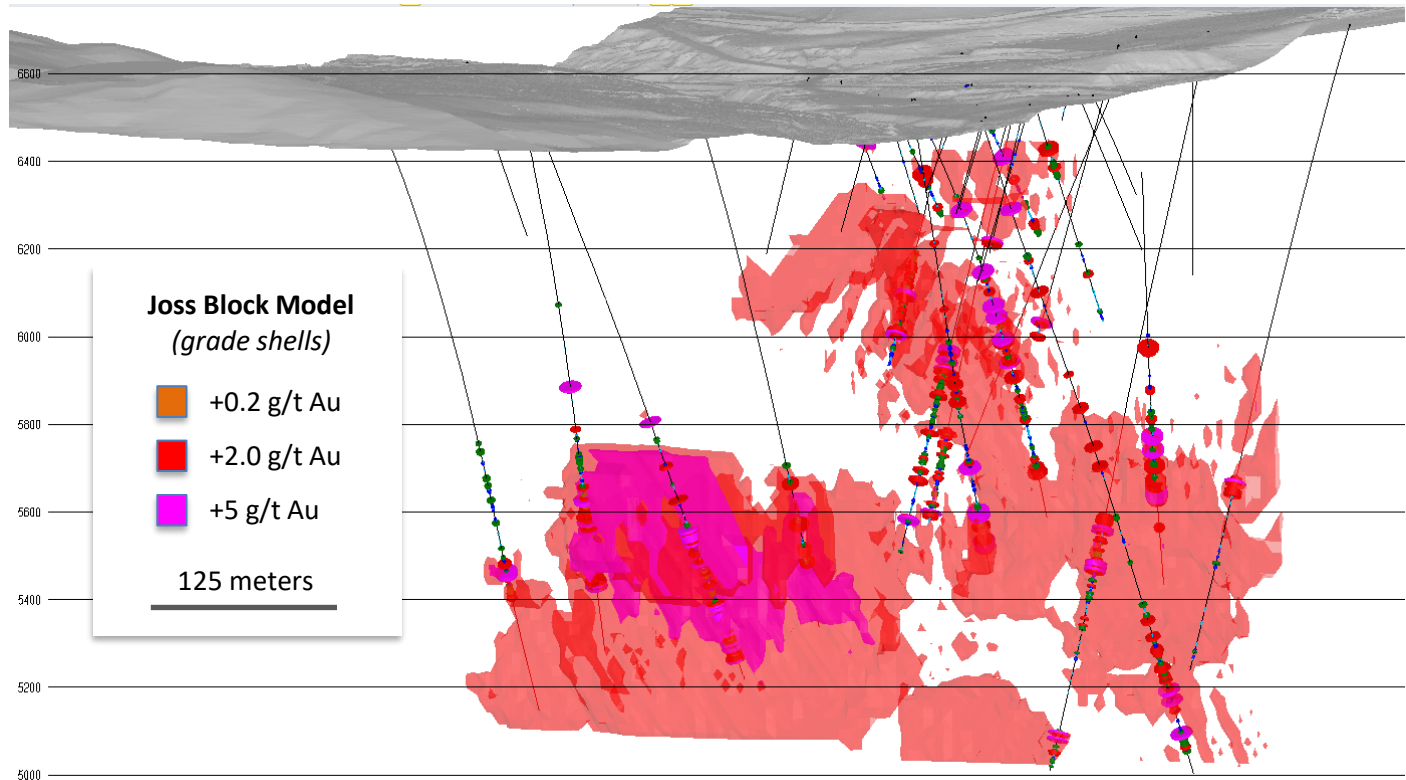 6600
6400
6200
6000
5800
5600
5400
5200
5000
Joss Block Model
(grade shells)
+0.2 g/t Au
+2.0 g/t Au
+5 g/t Au
125 meters